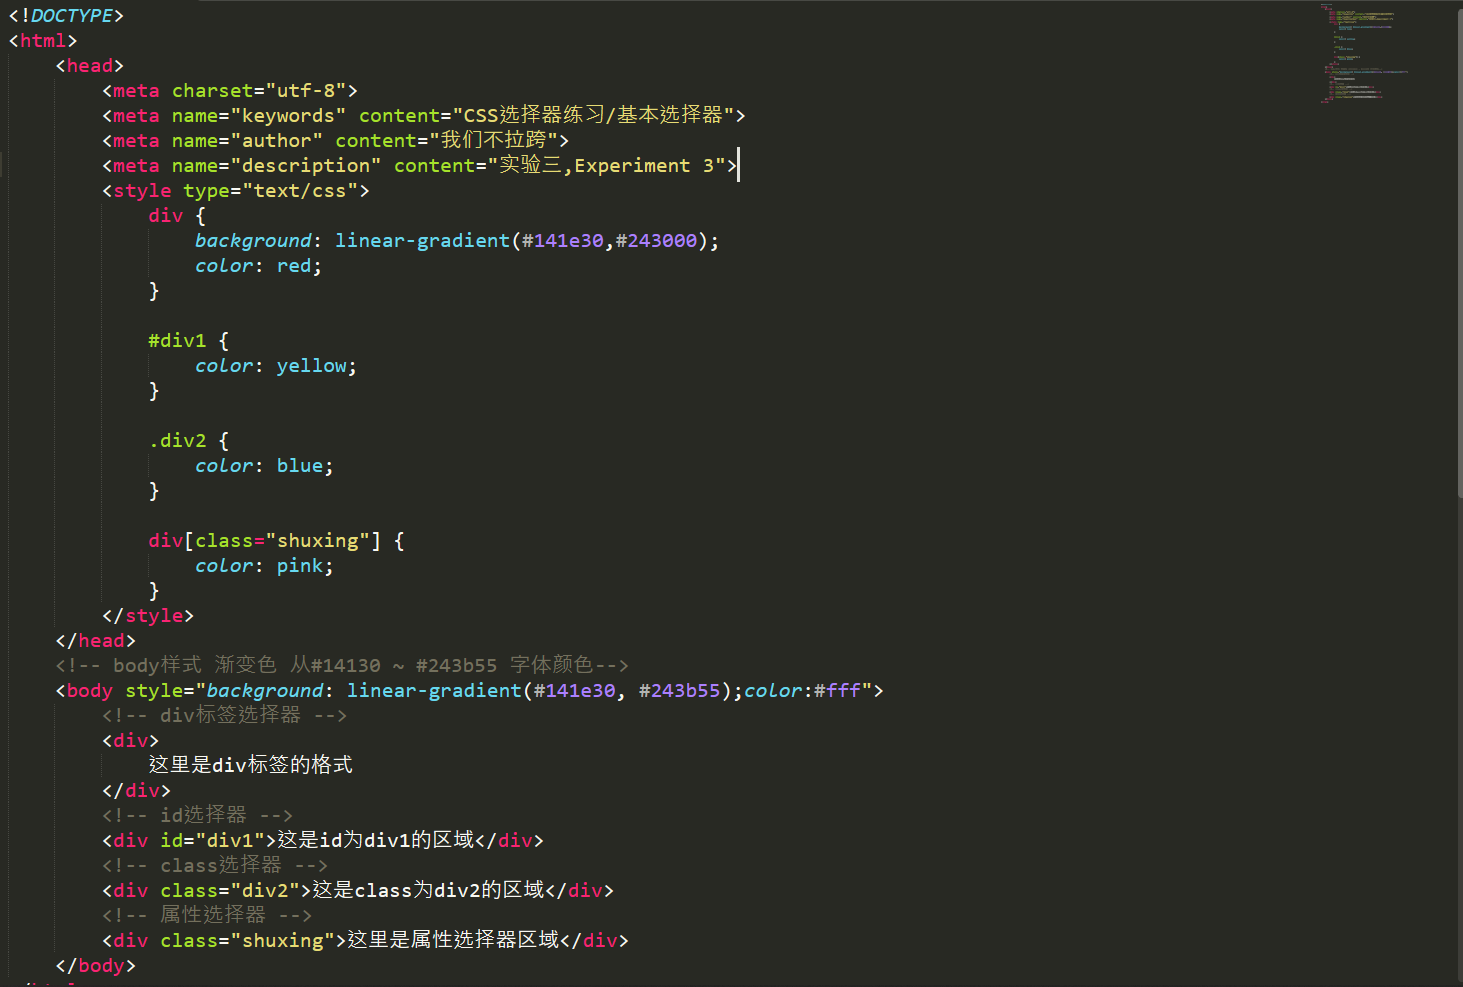 <!DOCTYPE>
<html>
<head>
<meta charset="utf-8">
<meta name="keywords" content="CSS选择器练习/基本选择器">
<meta name="author" content="我们不拉跨">
<meta name="description" content="实验三,Experiment 3">
<style type="text/css">
div {
background: linear-gradient(#141e30,#243000);
color: red;
}
#div1 {
color: yellow;
}
.div2 {
color: blue;
}
div[class="shuxing"] {
color: pink;
}
</style>
</head>
<!-- body样式 渐变色 从#14130 ~ #243b55 字体颜色-->
<body style="background: linear-gradient(#141e30, #243b55);color:#fff">
<!-- div标签选择器 -->
<div>
这里是div标签的格式
</div>
<!-- id选择器 -->
<div id="div1">这是id为div1的区域</div>
<!-- class选择器 -->
<div class="div2">这是class为div2的区域</div>
<!-- 属性选择器 -->
<div class="shuxing">这里是属性选择器区域</div>
</body>